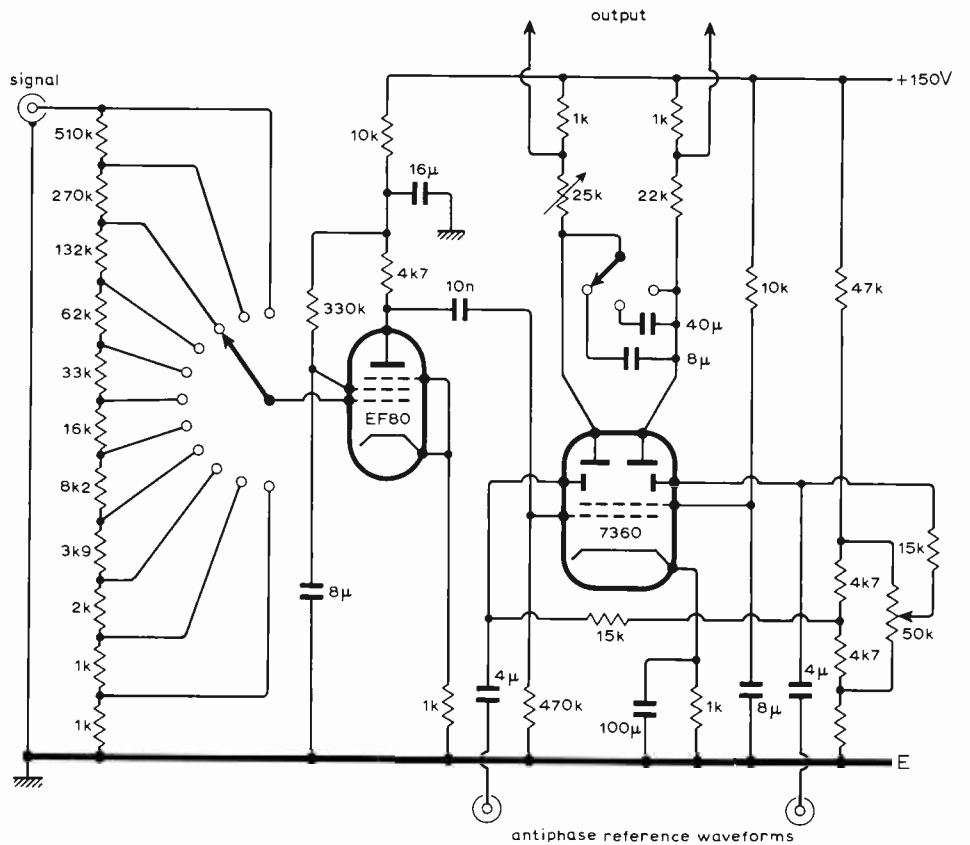 output
signal
+150V
510k
10k
1k
1k
16µ
270k
25k
22k
132k
4k7
10n
10k
47k
62k
330k
40µ
33k
8µ
EF80
16k
8k2
7360
15k
3k9
8µ
4k7
2k
15k
50k
4k7
1k
4µ
4µ
1k
470k
100µ
1k
8µ
1k
E
antiphase reference waveforms